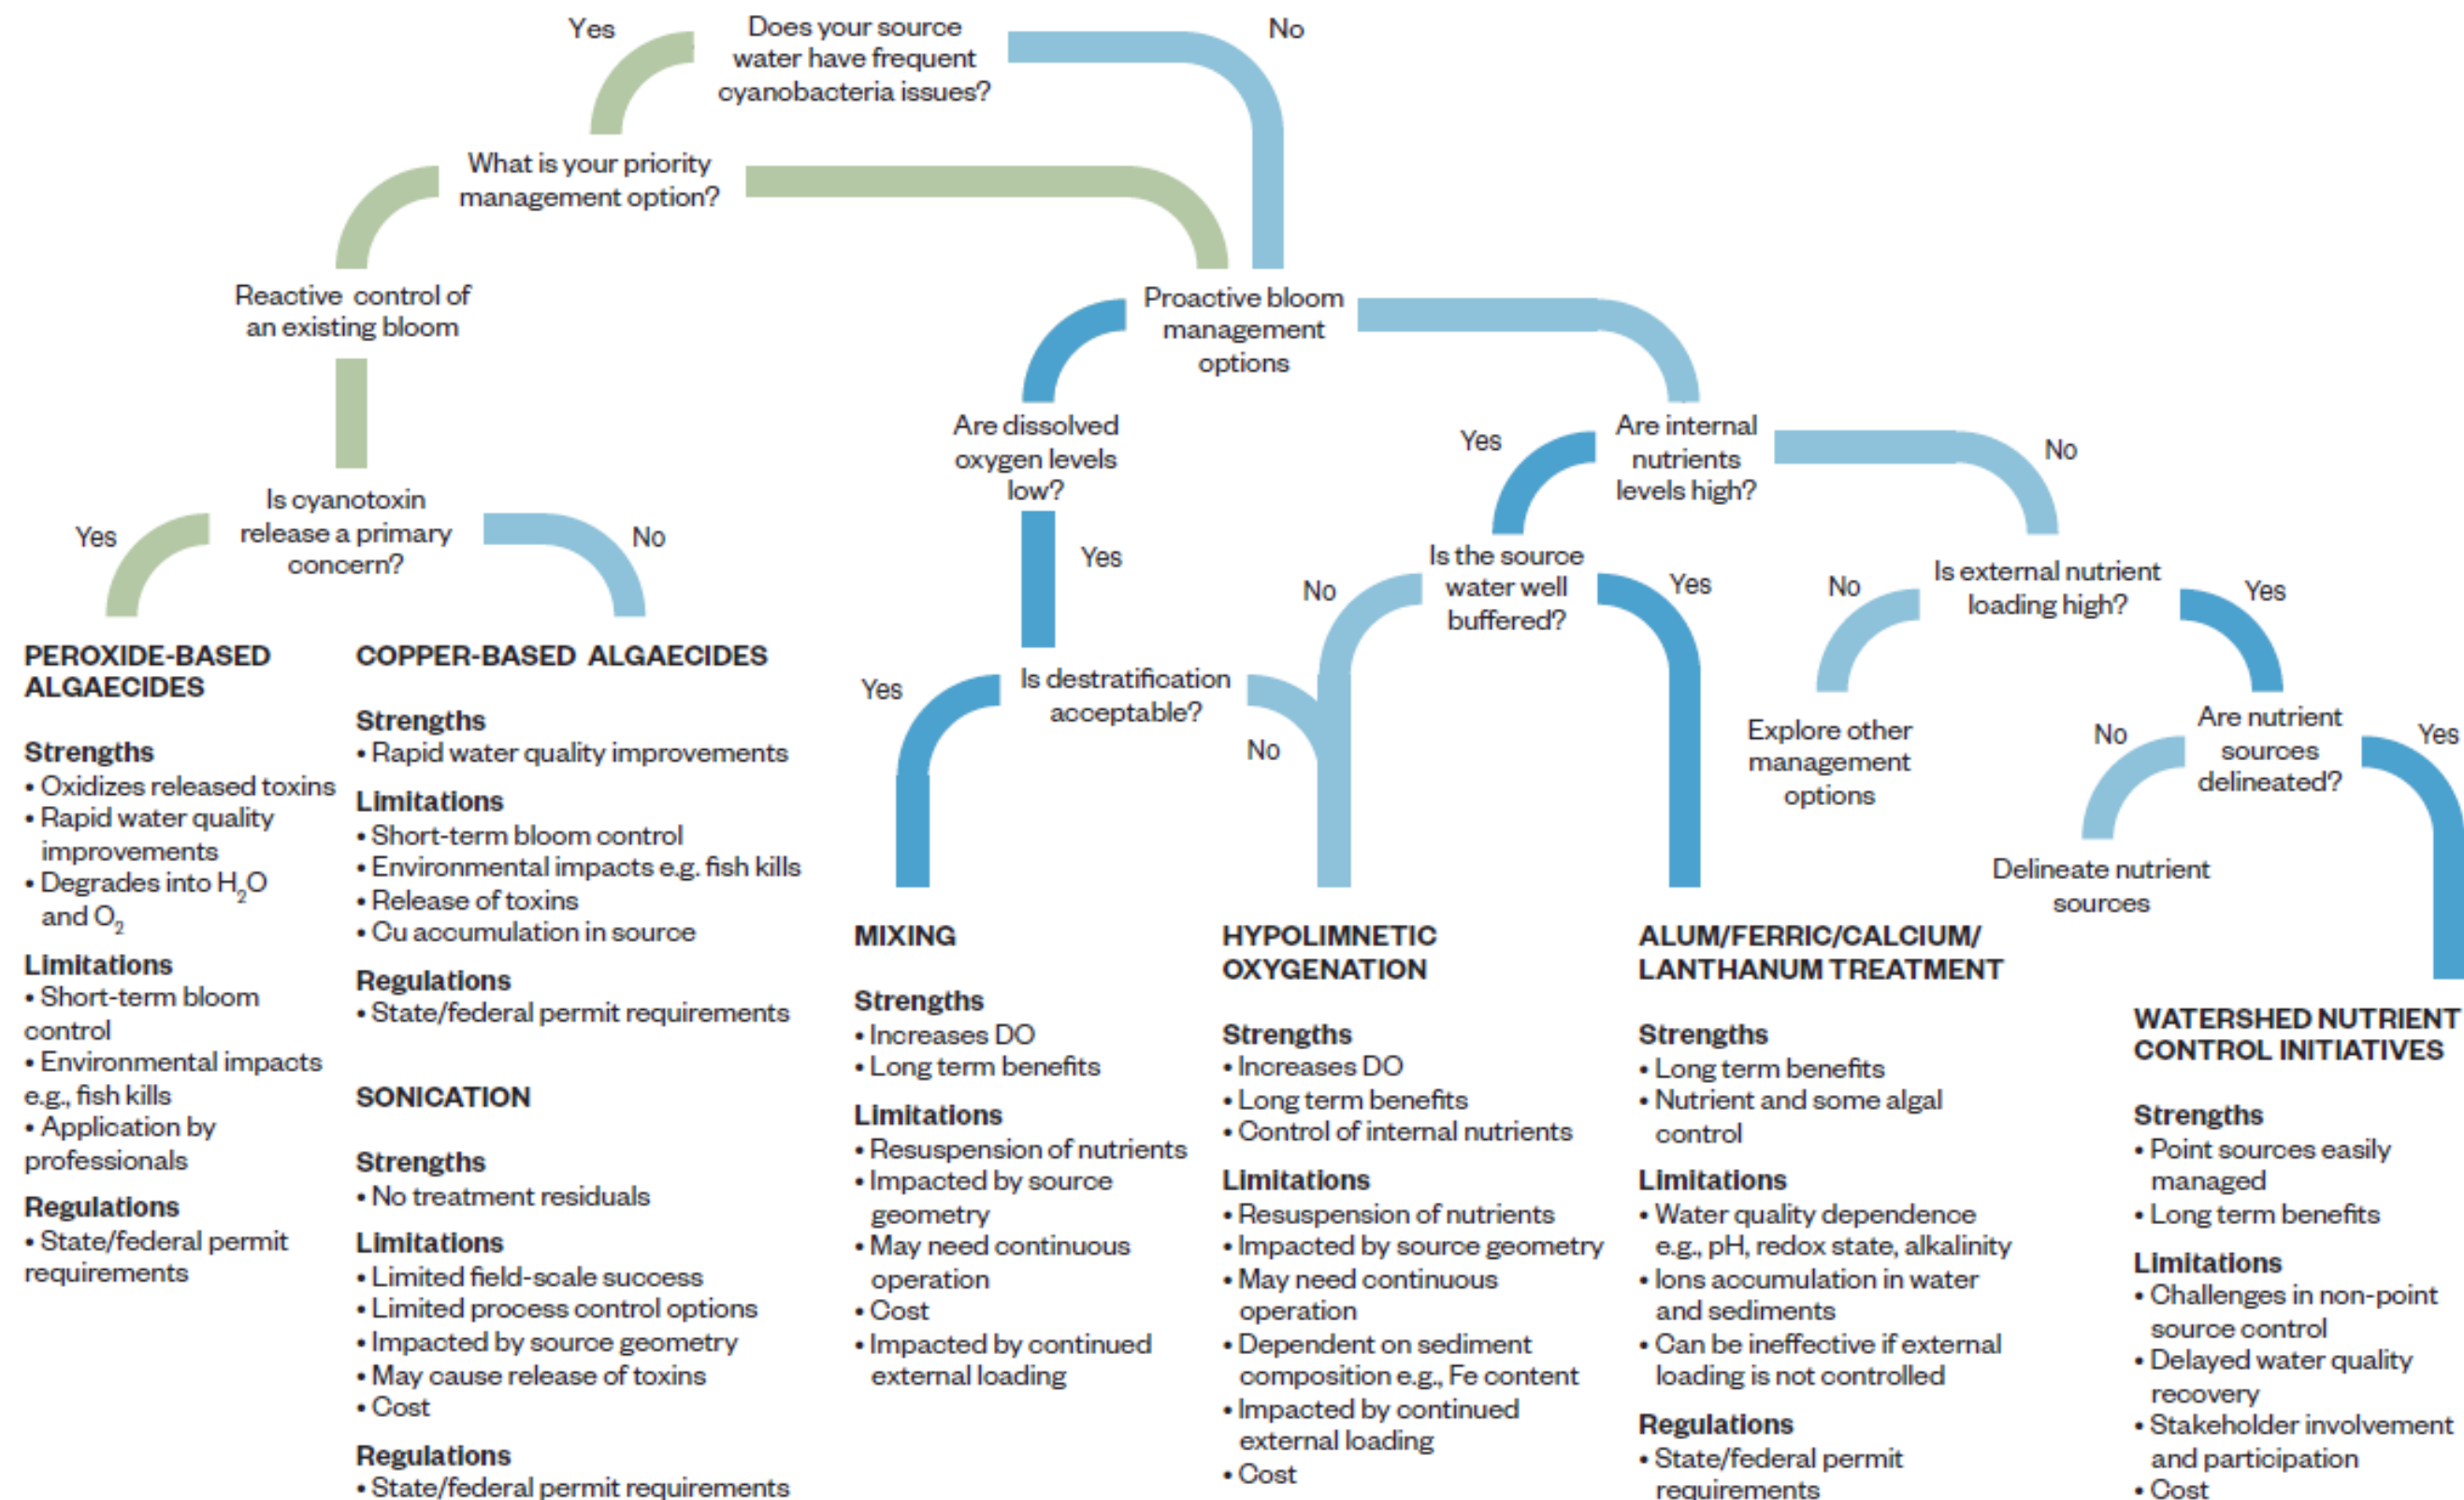 Yes
Does your source
water have frequent
cyanobacteria issues?
No
What is your priority
management option?
Reactive control of
an existing bloom
Proactive bloom
management
options
Is cyanotoxin
release a primary
concern?
Yes
No
Are dissolved
oxygen levels
low?
Yes
Is destratification
acceptable?
Yes
No
Are internal
nutrients
levels high?
Yes
No
Is the source
water well
buffered?
No
Yes
Is external nutrient
loading high?
No
Yes
Explore other
management
options
Are nutrient
sources
delineated?
No
Yes
Delineate nutrient
sources
PEROXIDE-BASED
ALGAECIDES
Strengths
• Oxidizes released toxins
• Rapid water quality
improvements
• Degrades into H2O
and O2
Limitations
• Short-term bloom
control
• Environmental impacts
e.g., fish kills
• Application by
professionals
Regulations
• State/federal permit
requirements
COPPER-BASED ALGAECIDES
Strengths
• Rapid water quality improvements
Limitations
• Short-term bloom control
• Environmental impacts e.g. fish kills
• Release of toxins
• Cu accumulation in source
Regulations
• State/federal permit requirements
SONICATION
Strengths
• No treatment residuals
Limitations
• Limited field-scale success
• Limited process control options
• Impacted by source geometry
• May cause release of toxins
• Cost
Regulations
• State/federal permit requirements
MIXING
Strengths
• Increases DO
• Long term benefits
Limitations
• Resuspension of nutrients
• Impacted by source
geometry
• May need continuous
operation
• Cost
• Impacted by continued
external loading
HYPOLIMNETIC
OXYGENATION
Strengths
• Increases DO
• Long term benefits
• Control of internal nutrients
Limitations
• Resuspension of nutrients
• Impacted by source geometry
• May need continuous
operation
• Dependent on sediment
composition e.g., Fe content
• Impacted by continued
external loading
• Cost
ALUM/FERRIC/CALCIUM/
LANTHANUM TREATMENT
Strengths
• Long term benefits
• Nutrient and some algal
control
Limitations
• Water quality dependence
e.g., pH, redox state, alkalinity
• Ions accumulation in water
and sediments
• Can be ineffective if external
loading is not controlled
Regulations
• State/federal permit
requirements
WATERSHED NUTRIENT
CONTROL INITIATIVES
Strengths
• Point sources easily
managed
• Long term benefits
Limitations
• Challenges in non-point
source control
• Delayed water quality
recovery
• Stakeholder involvement
and participation
• Cost